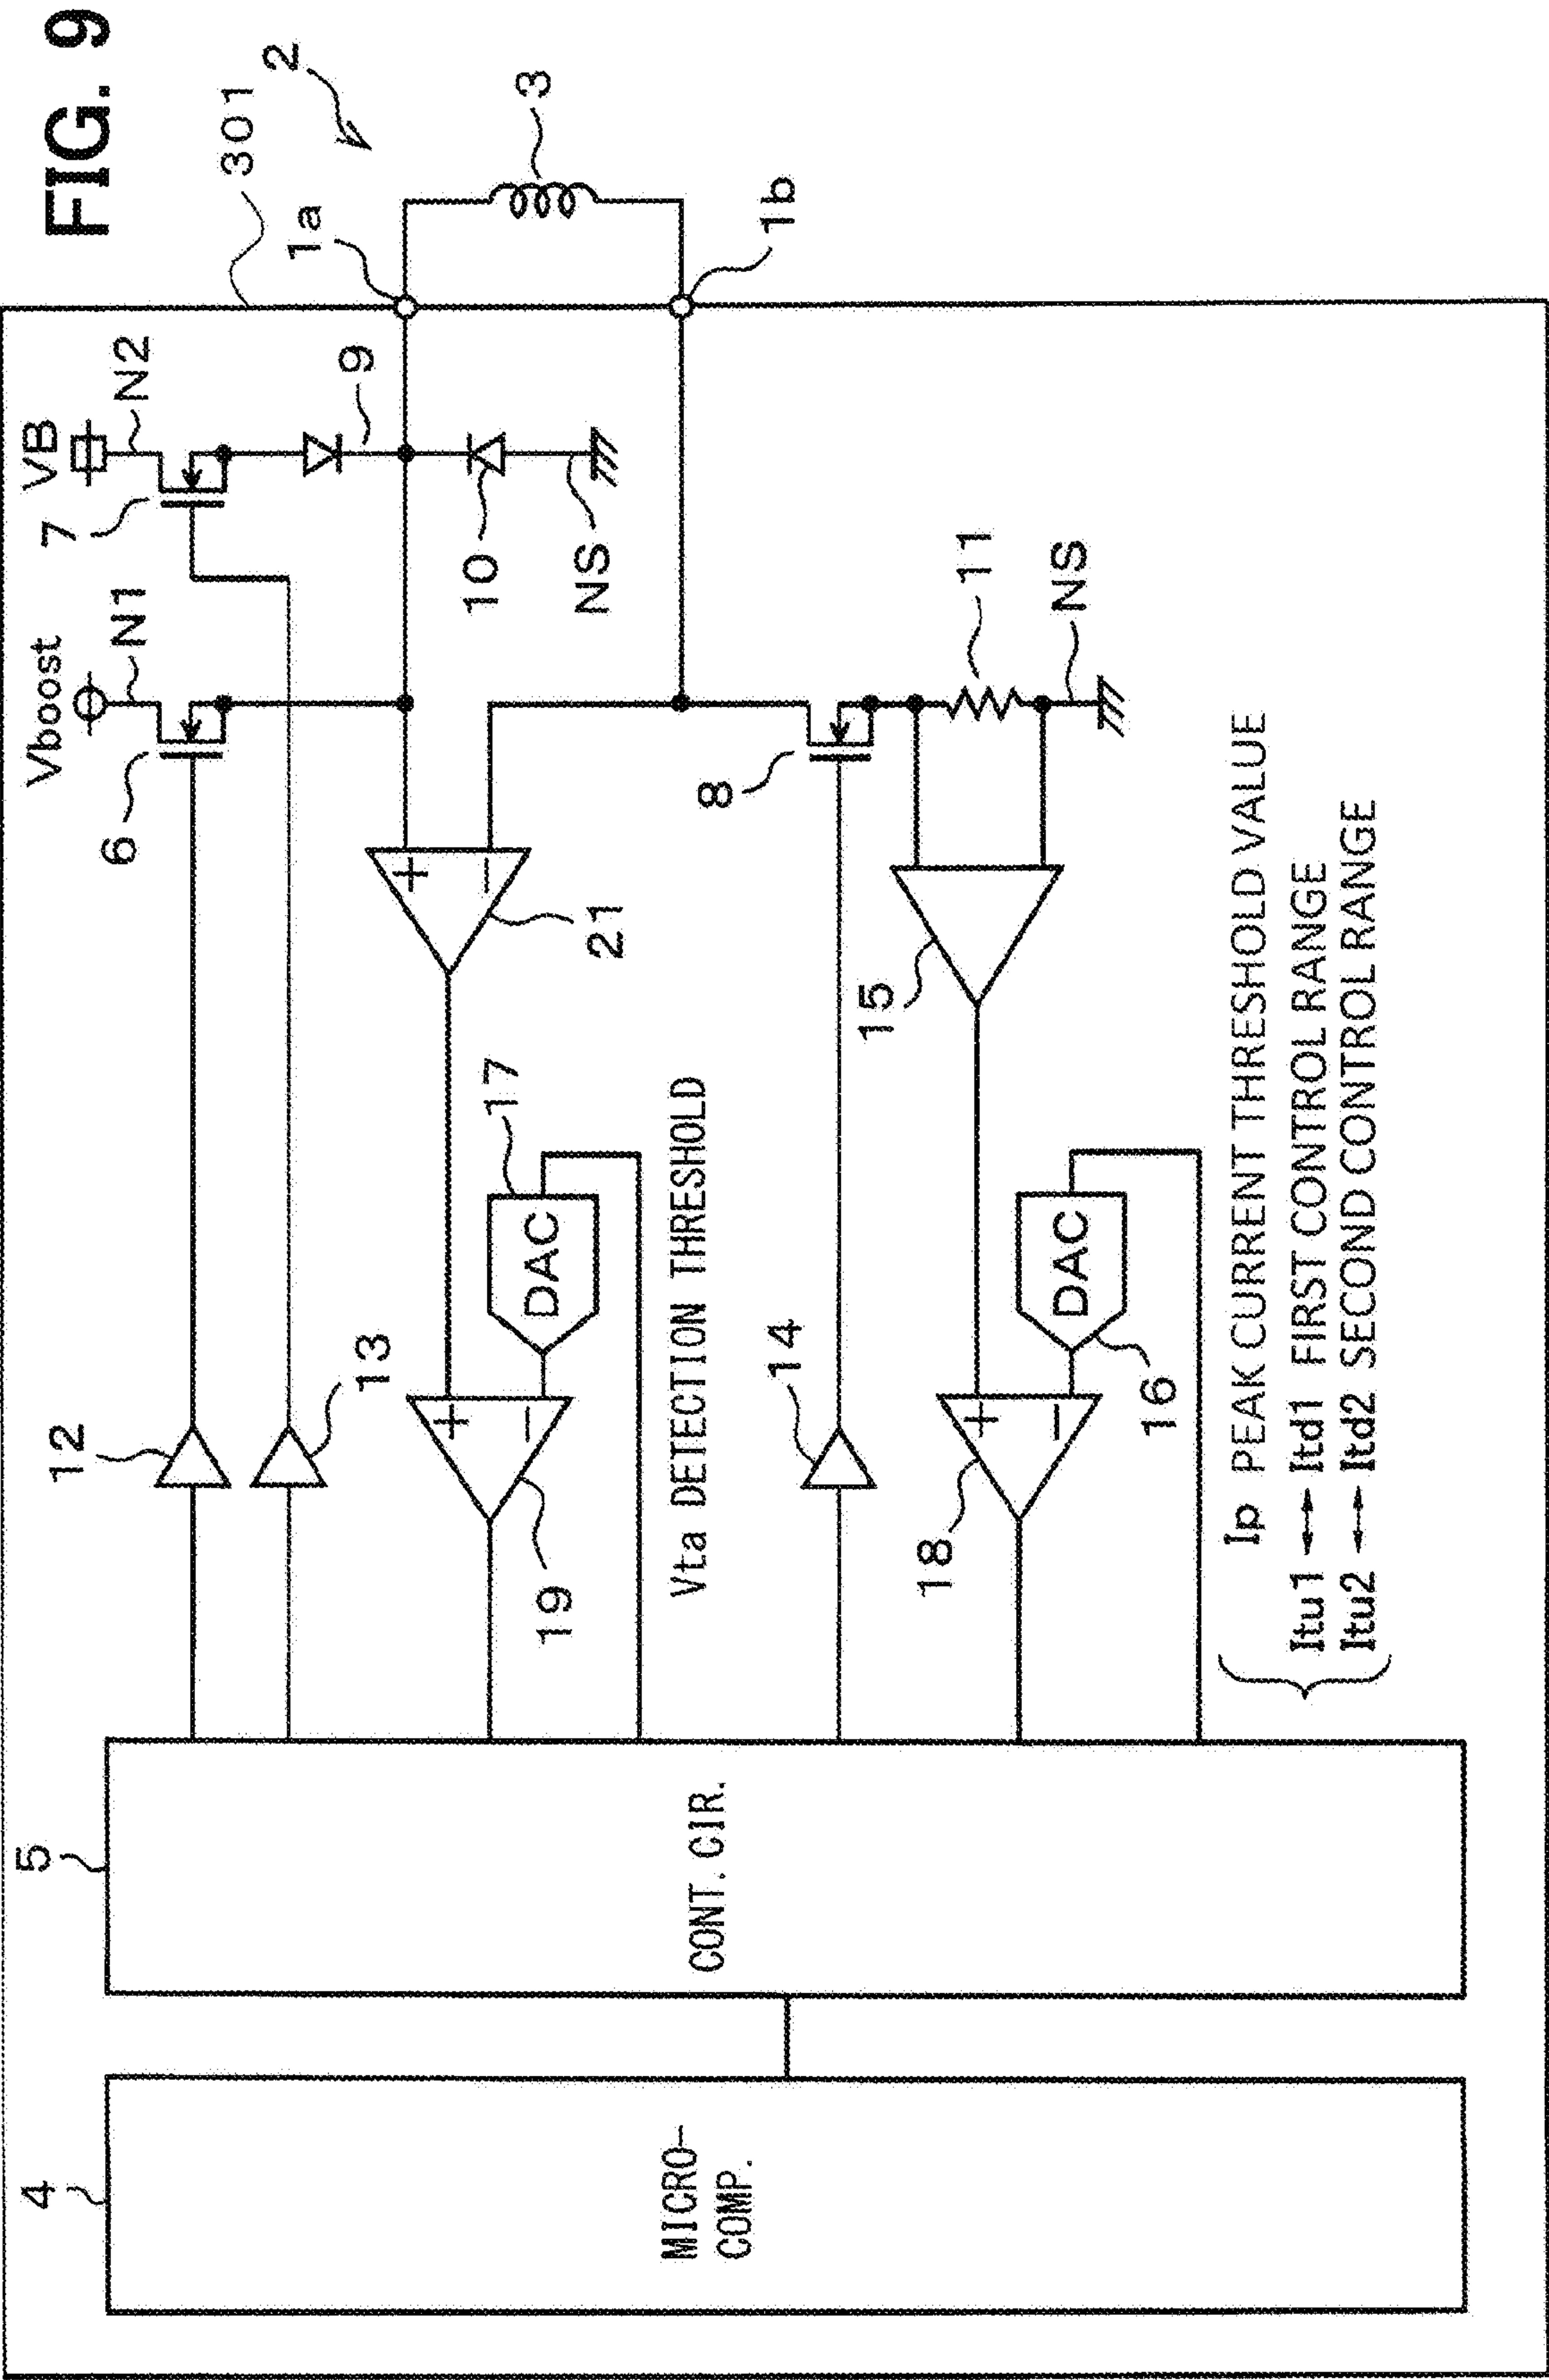 FIG. 9
301
2
4
5
12
13
6
Vboost
N1
7
VB
N2
9
1a
3
1b
10
NS
21
+
−
17
DAC
19
+
−
Vta DETECTION THRESHOLD
MICRO-
COMP.
CONT. CIR.
14
8
11
NS
15
18
+
−
DAC
16
Ip PEAK CURRENT THRESHOLD VALUE
Itu1 ↔ Itd1 FIRST CONTROL RANGE
Itu2 ↔ Itd2 SECOND CONTROL RANGE